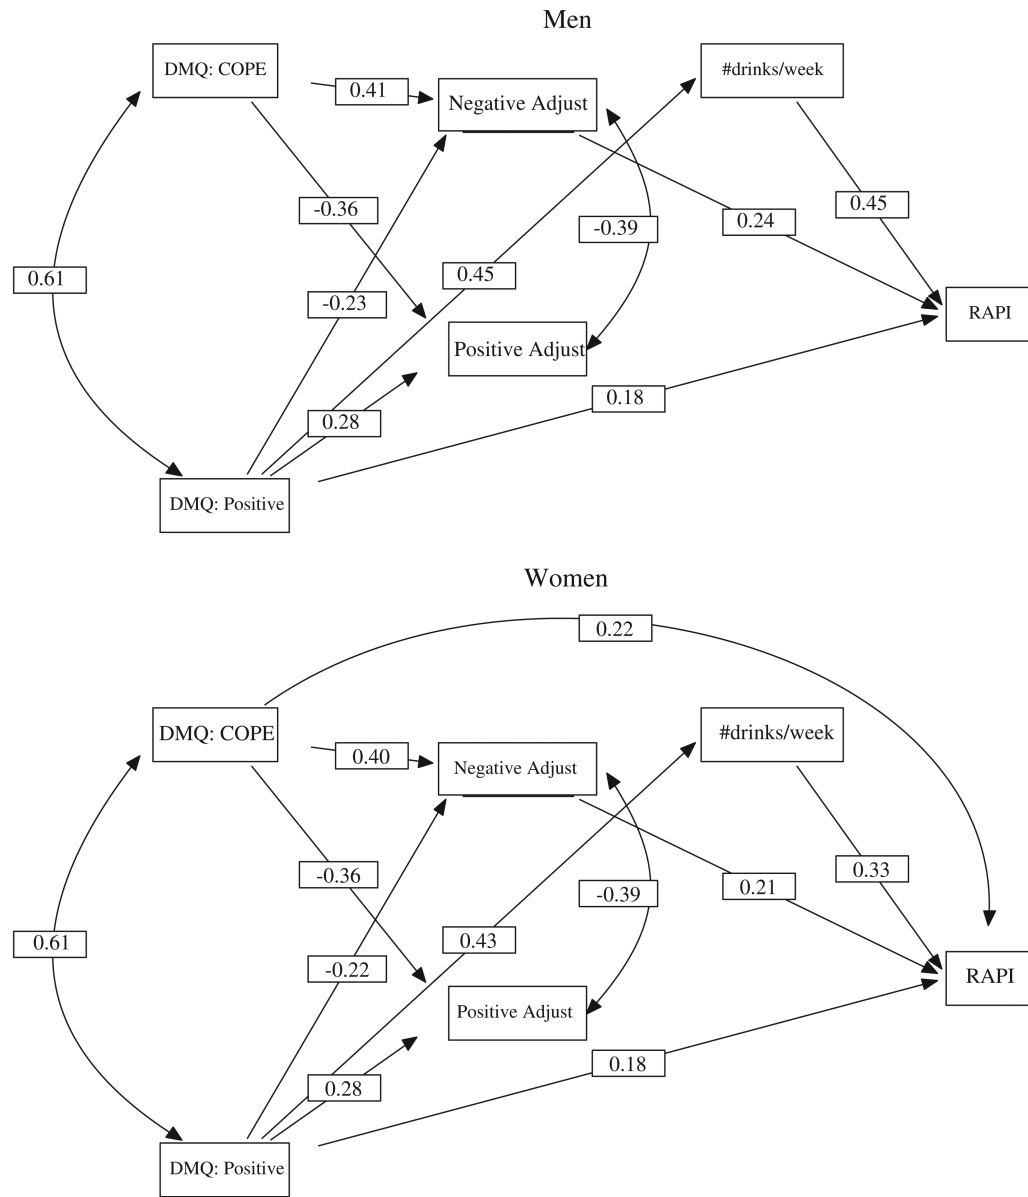 Men
DMQ: COPE
#drinks/week
0.41
Negative Adjust
-0.36
0.45
0.24
-0.39
0.61
0.45
-0.23
RAPI
Positive Adjust
0.18
0.28
DMQ: Positive
Women
0.22
DMQ: COPE
#drinks/week
0.40
Negative Adjust
-0.36
0.33
0.21
-0.39
0.61
0.43
-0.22
RAPI
Positive Adjust
0.18
0.28
DMQ: Positive